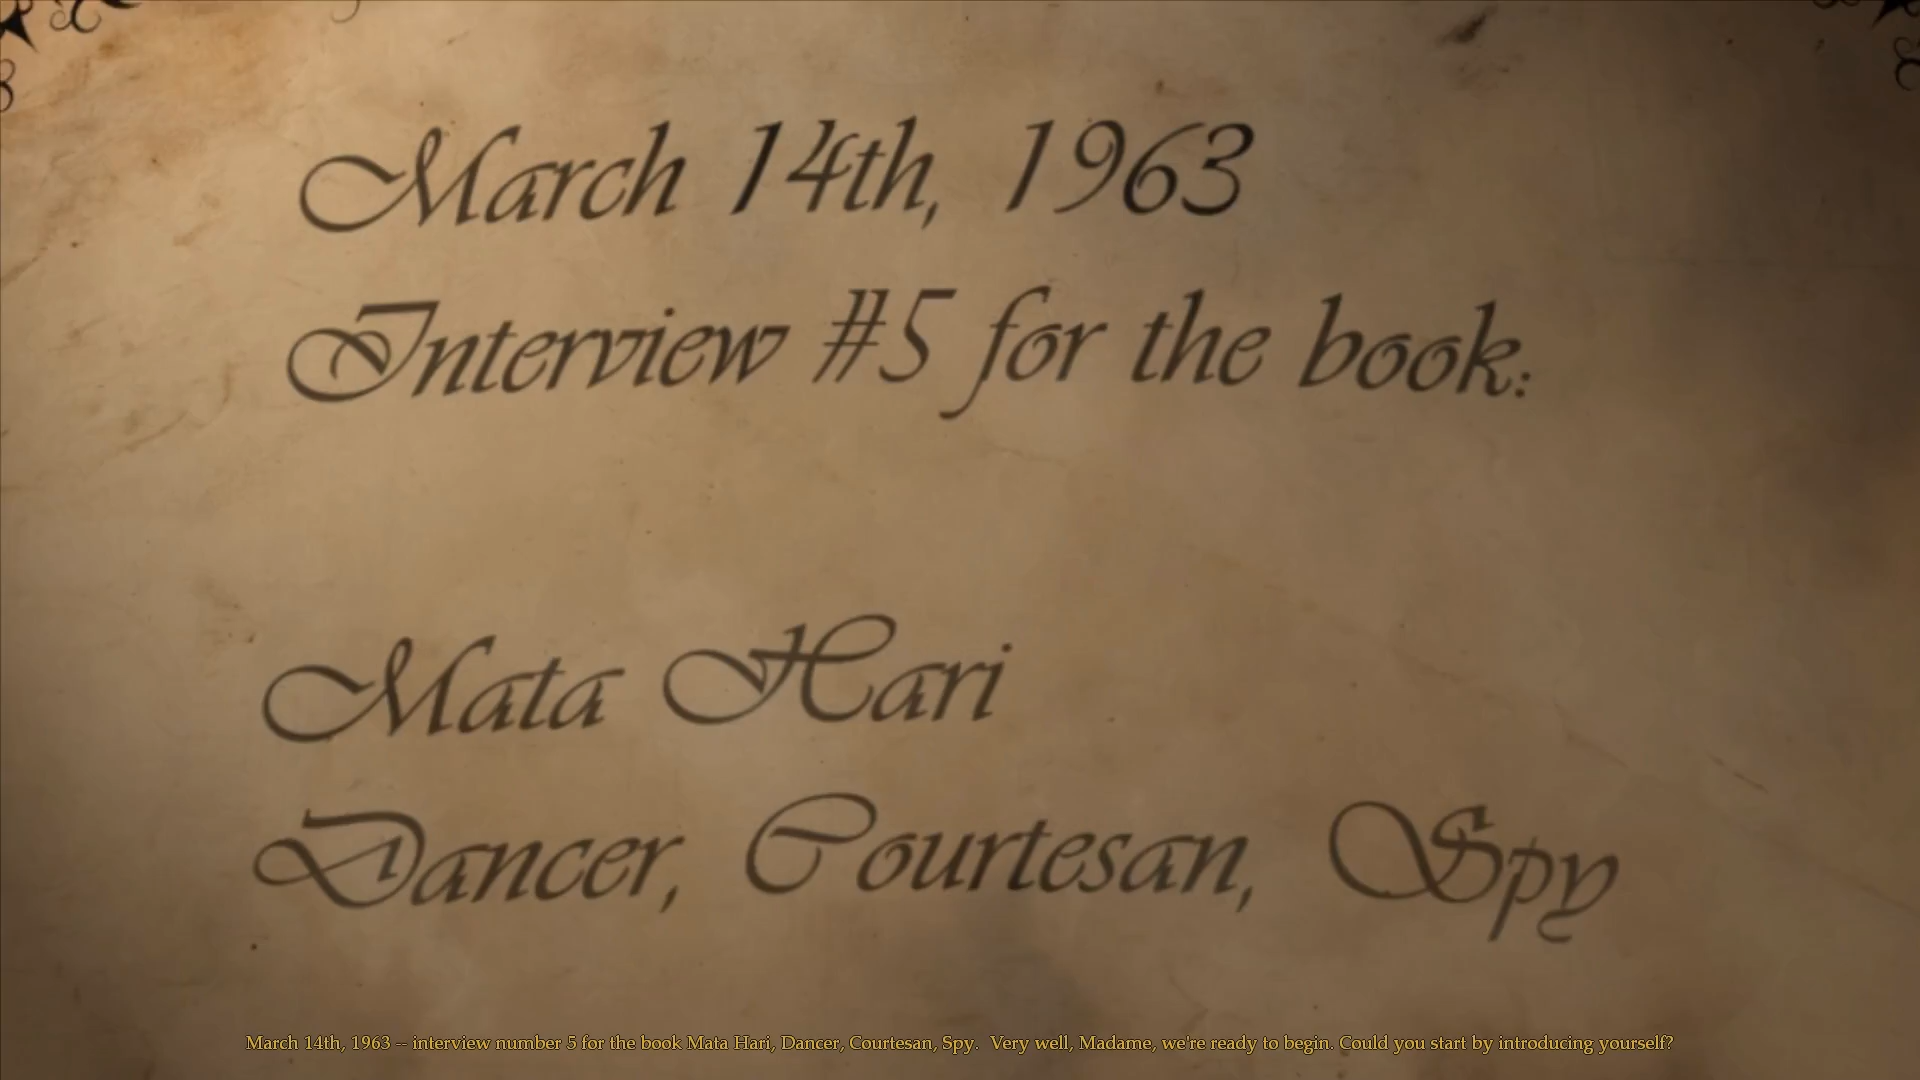 March 14th, 1963
Interview #5 for the book:
Mata Hari
Dancer, Courtesan, Spy
March 14th, 1963 -- interview number 5 for the book Mata Hari, Dancer, Courtesan, Spy.  Very well, Madame, we're ready to begin. Could you start by introducing yourself?